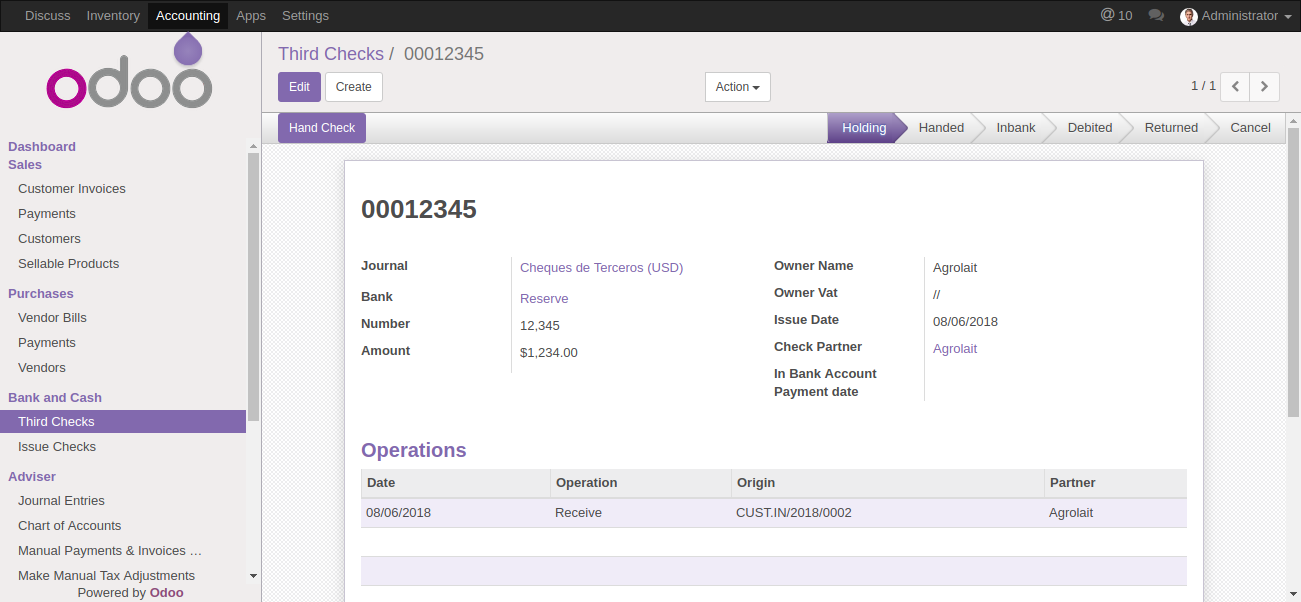 Discuss Inventory Accounting Apps Settings @ 10 Administrator
odoo
Third Checks / 00012345
Edit Create Action 1 / 1
Hand Check Holding Handed Inbank Debited Returned Cancel
Dashboard
Sales
Customer Invoices
Payments
Customers
Sellable Products
Purchases
Vendor Bills
Payments
Vendors
Bank and Cash
Third Checks
Issue Checks
Adviser
Journal Entries
Chart of Accounts
Manual Payments & Invoices ...
Make Manual Tax Adjustments
Powered by Odoo
00012345
Journal Cheques de Terceros (USD)
Bank Reserve
Number 12,345
Amount $1,234.00
Owner Name Agrolait
Owner Vat //
Issue Date 08/06/2018
Check Partner Agrolait
In Bank Account
Payment date
Operations
Date Operation Origin Partner
08/06/2018 Receive CUST.IN/2018/0002 Agrolait